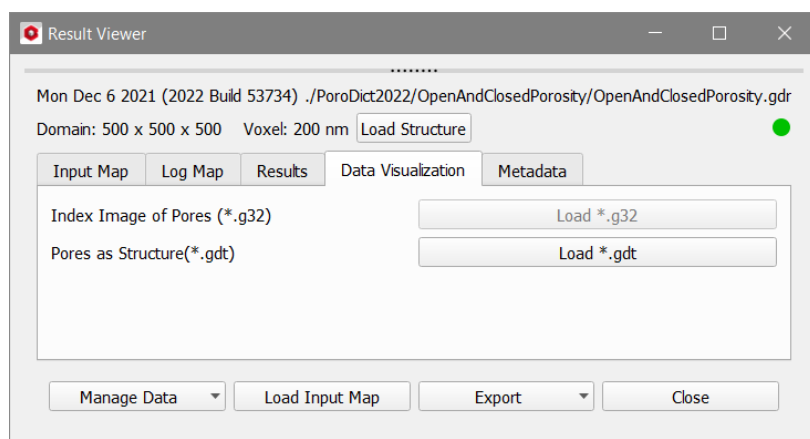 Result Viewer
Mon Dec 6 2021 (2022 Build 53734) ./PoroDict2022/OpenAndClosedPorosity/OpenAndClosedPorosity.gdr
Domain: 500 x 500 x 500 Voxel: 200 nm Load Structure
Input Map Log Map Results Data Visualization Metadata
Index Image of Pores (*.g32) Load *.g32
Pores as Structure(*.gdt) Load *.gdt
Manage Data Load Input Map Export Close